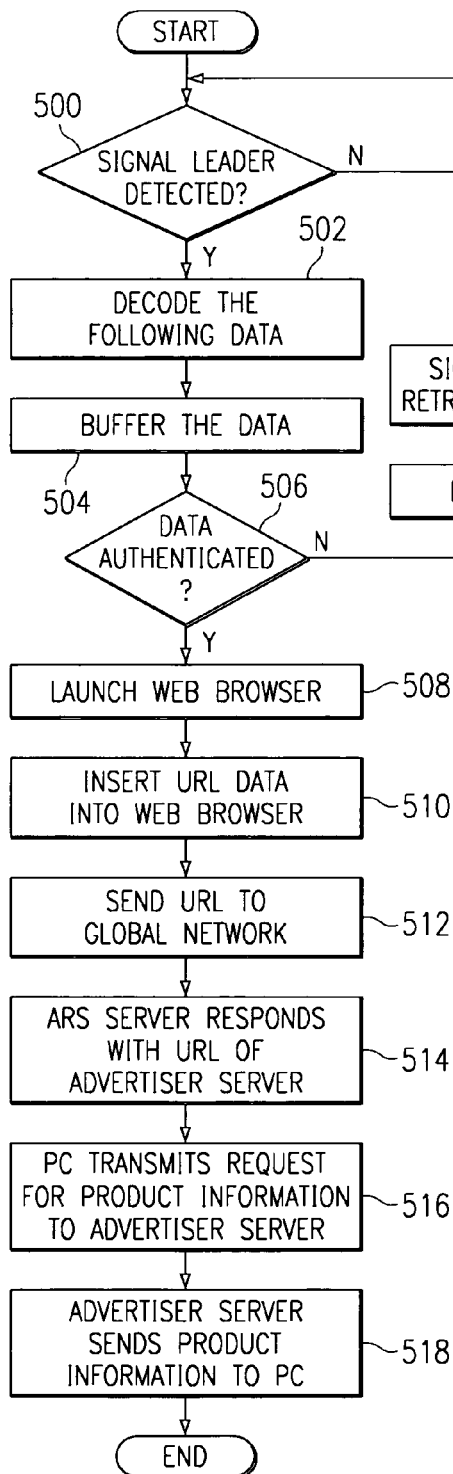 START
500
SIGNAL LEADER
DETECTED?
N
Y
502
DECODE THE
FOLLOWING DATA
BUFFER THE DATA
504
506
DATA
AUTHENTICATED
?
N
Y
LAUNCH WEB BROWSER
508
INSERT URL DATA
INTO WEB BROWSER
510
SEND URL TO
GLOBAL NETWORK
512
ARS SERVER RESPONDS
WITH URL OF
ADVERTISER SERVER
514
PC TRANSMITS REQUEST
FOR PRODUCT INFORMATION
TO ADVERTISER SERVER
516
ADVERTISER SERVER
SENDS PRODUCT
INFORMATION TO PC
518
END